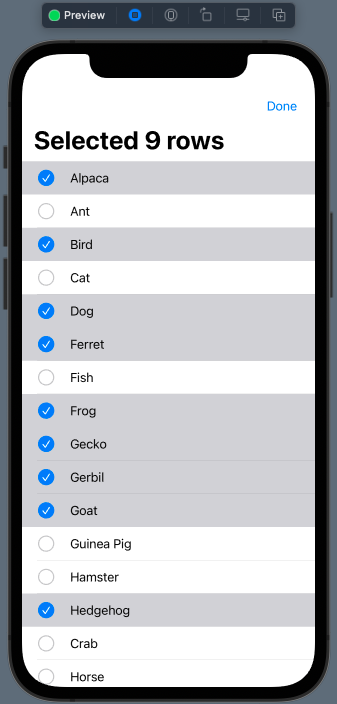 Preview
Done
Selected 9 rows
Alpaca
Ant
Bird
Cat
Dog
Ferret
Fish
Frog
Gecko
Gerbil
Goat
Guinea Pig
Hamster
Hedgehog
Crab
Horse